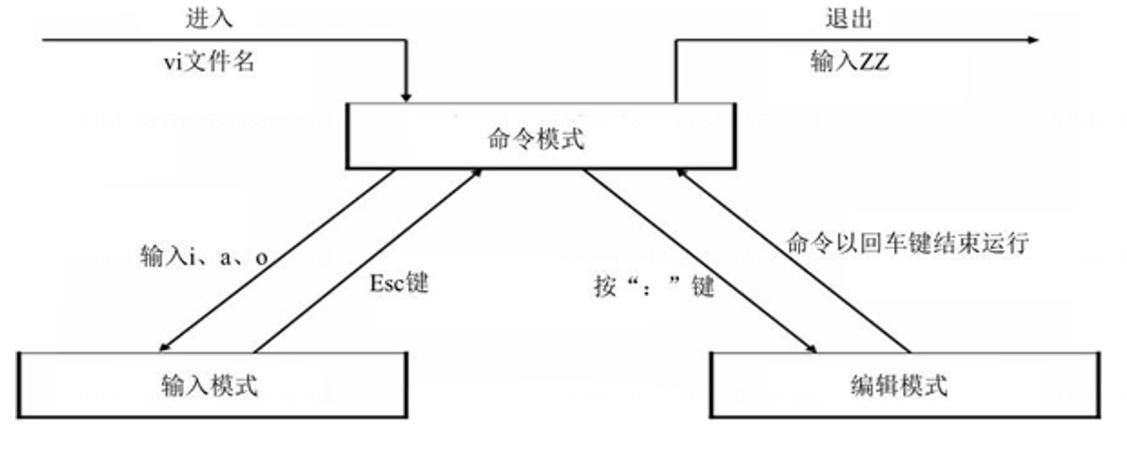 进入
退出
vi文件名
输入ZZ
命令模式
输入i、a、o
命令以回车键结束运行
Esc键
按“：”键
输入模式
编辑模式